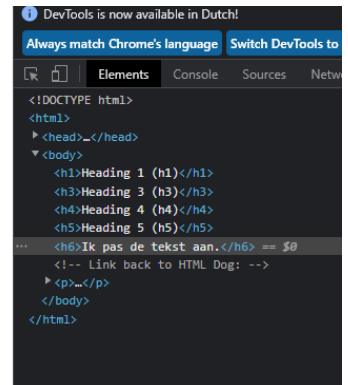 DevTools is now available in Dutch!
Always match Chrome's language Switch DevTools to
Elements Console Sources Netw
<!DOCTYPE html>
<html>
<head>…</head>
<body>
<h1>Heading 1 (h1)</h1>
<h3>Heading 3 (h3)</h3>
<h4>Heading 4 (h4)</h4>
<h5>Heading 5 (h5)</h5>
… <h6>Ik pas de tekst aan.</h6> == $0
<!-- Link back to HTML Dog: -->
<p>…</p>
</body>
</html>